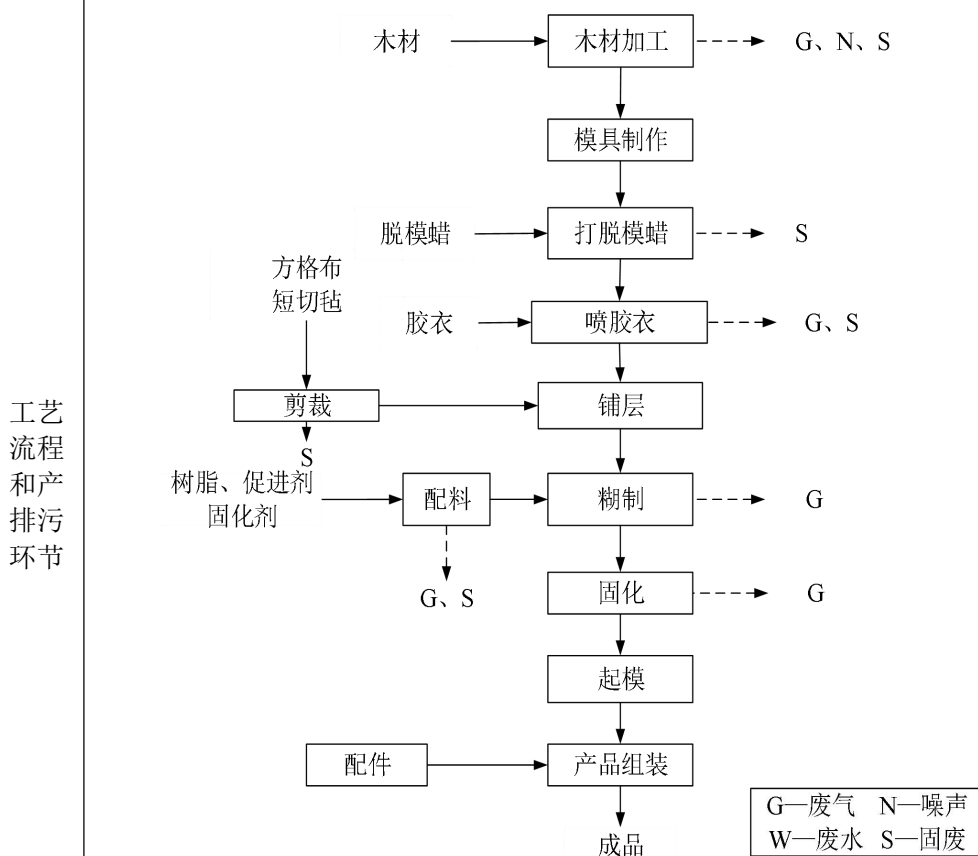 木材
木材加工
G、N、S
模具制作
脱模蜡
打脱模蜡
S
方格布
短切毡
胶衣
喷胶衣
G、S
剪裁
铺层
S
工艺
流程
和产
排污
环节
树脂、促进剂
固化剂
配料
糊制
G
G、S
固化
G
起模
配件
产品组装
G—废气 N—噪声
W—废水 S—固废
成品